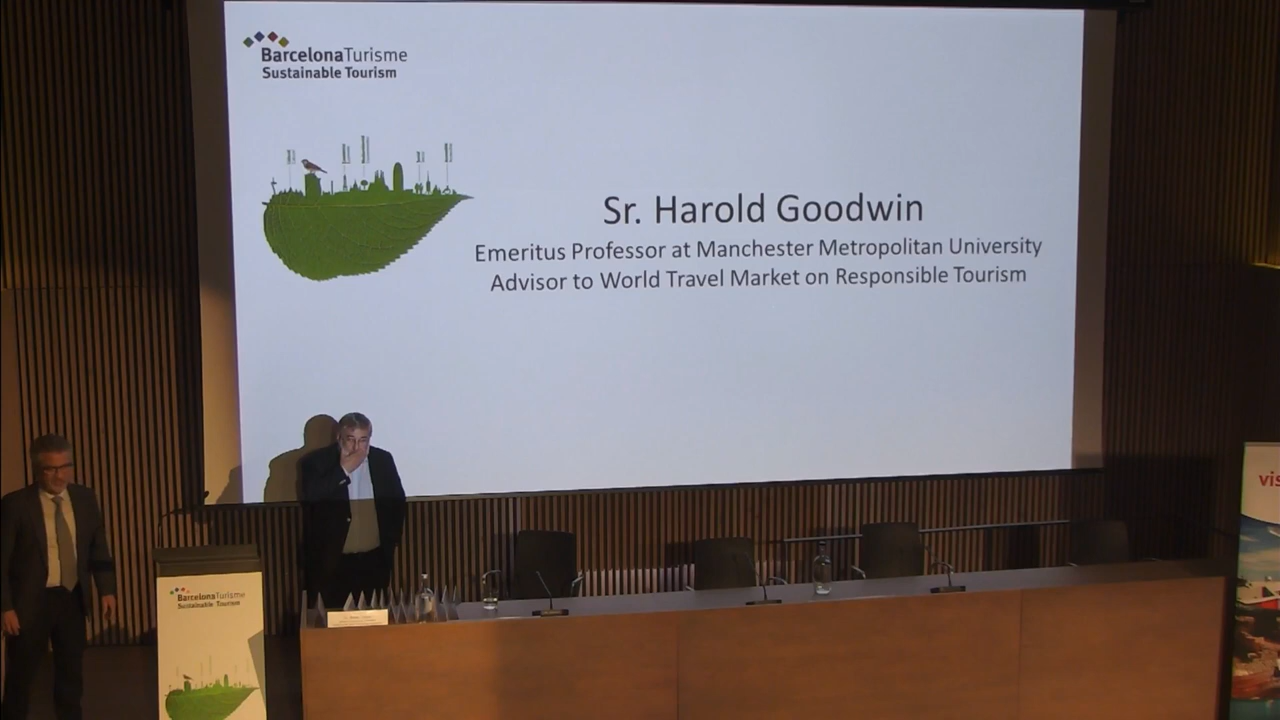 BarcelonaTurisme
Sustainable Tourism
Sr. Harold Goodwin
Emeritus Professor at Manchester Metropolitan University
Advisor to World Travel Market on Responsible Tourism
BarcelonaTurisme
Sustainable Tourism
vis